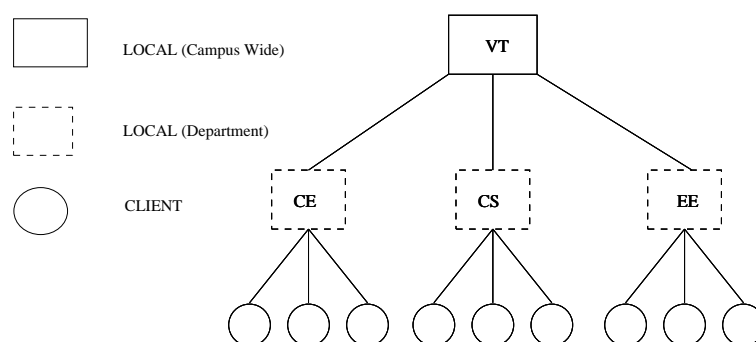 LOCAL (Campus Wide)
VT
LOCAL (Department)
CLIENT
CE
CS
EE